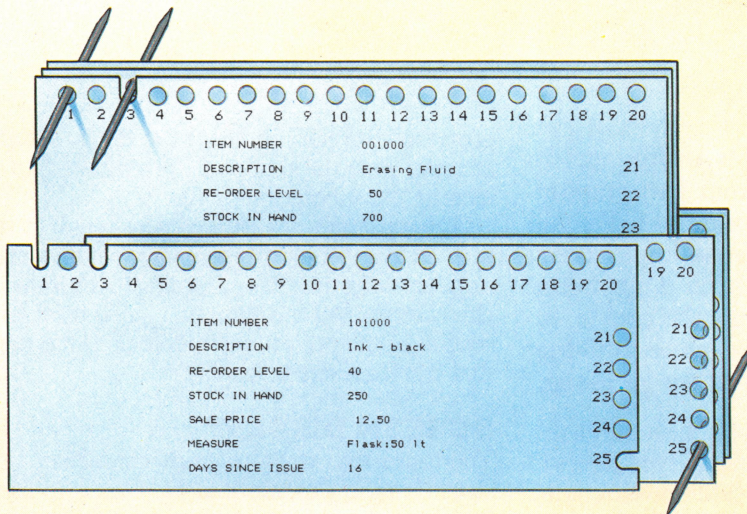 1 2 3 4 5 6 7 8 9 10 11 12 13 14 15 16 17 18 19 20
ITEM NUMBER 001000
DESCRIPTION Erasing Fluid 21
RE-ORDER LEVEL 50 22
STOCK IN HAND 700 23
1 2 3 4 5 6 7 8 9 10 11 12 13 14 15 16 17 18 19 20 19 20
ITEM NUMBER 101000
21 21
DESCRIPTION Ink - black
RE-ORDER LEVEL 40 22 22
STOCK IN HAND 250 23 23
SALE PRICE 12.50 24 24
MEASURE Flask:50 lt
25 25
DAYS SINCE ISSUE 16